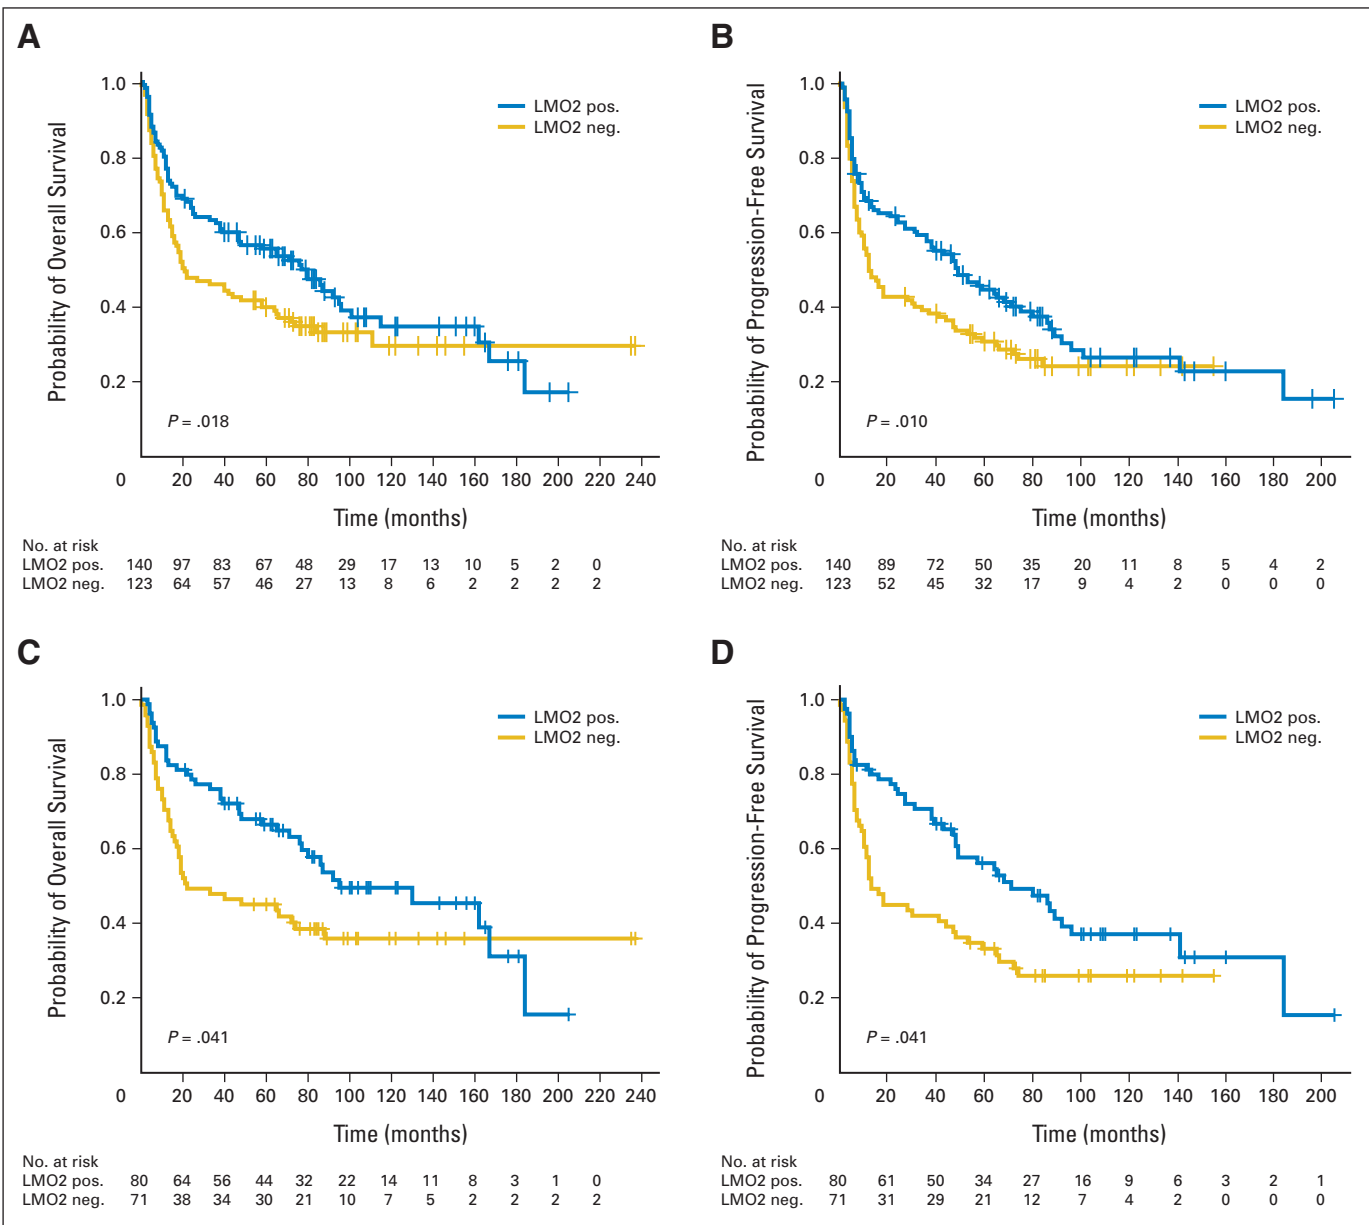 A
Probability of Overall Survival
1.0
0.8
0.6
0.4
0.2
LMO2 pos.
LMO2 neg.
P = .018
0 20 40 60 80 100 120 140 160 180 200 220 240
Time (months)
No. at risk
LMO2 pos. 140 97 83 67 48 29 17 13 10 5 2 0
LMO2 neg. 123 64 57 46 27 13 8 6 2 2 2 2
B
Probability of Progression-Free Survival
1.0
0.8
0.6
0.4
0.2
LMO2 pos.
LMO2 neg.
P = .010
0 20 40 60 80 100 120 140 160 180 200
Time (months)
No. at risk
LMO2 pos. 140 89 72 50 35 20 11 8 5 4 2
LMO2 neg. 123 52 45 32 17 9 4 2 0 0 0
C
Probability of Overall Survival
1.0
0.8
0.6
0.4
0.2
LMO2 pos.
LMO2 neg.
P = .041
0 20 40 60 80 100 120 140 160 180 200 220 240
Time (months)
No. at risk
LMO2 pos. 80 64 56 44 32 22 14 11 8 3 1 0
LMO2 neg. 71 38 34 30 21 10 7 5 2 2 2 2
D
Probability of Progression-Free Survival
1.0
0.8
0.6
0.4
0.2
LMO2 pos.
LMO2 neg.
P = .041
0 20 40 60 80 100 120 140 160 180 200
Time (months)
No. at risk
LMO2 pos. 80 61 50 34 27 16 9 6 3 2 1
LMO2 neg. 71 31 29 21 12 7 4 2 0 0 0